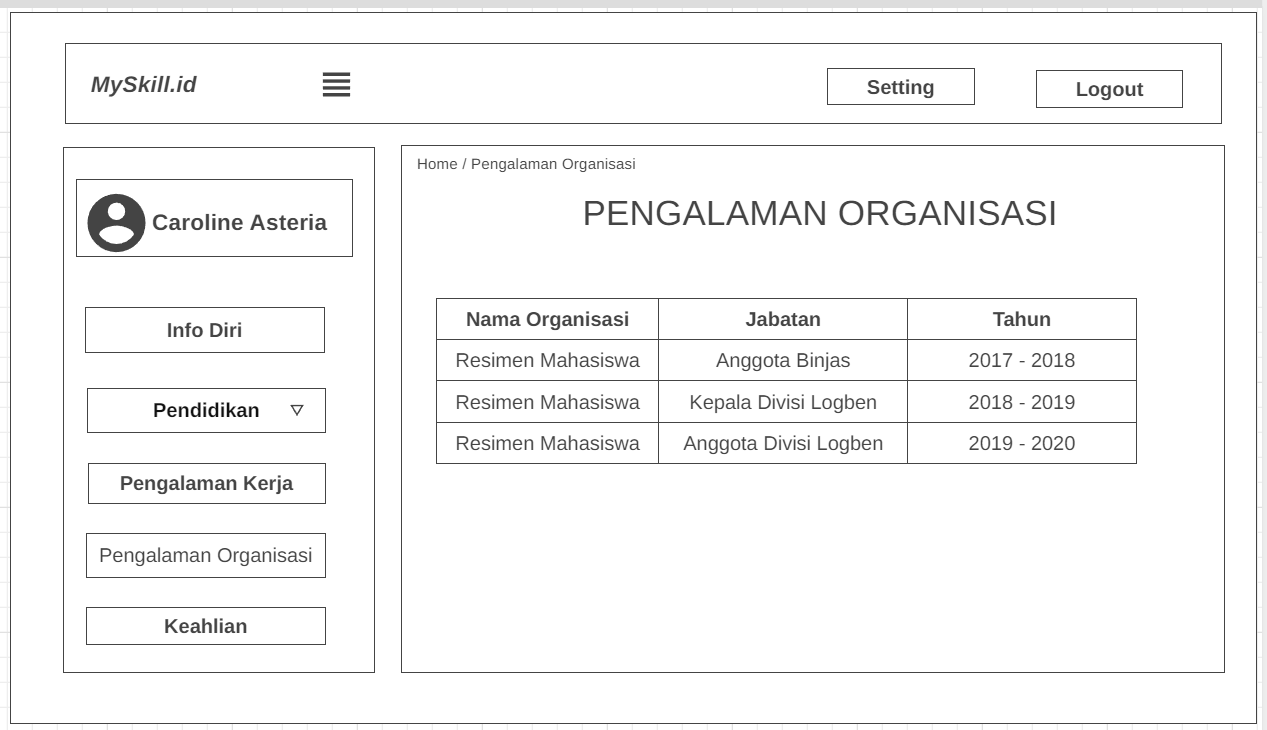 MySkill.id
Setting
Logout
Caroline Asteria
Info Diri
Pendidikan
Pengalaman Kerja
Pengalaman Organisasi
Keahlian
Home / Pengalaman Organisasi
PENGALAMAN ORGANISASI
Nama Organisasi Jabatan Tahun
Resimen Mahasiswa Anggota Binjas 2017 - 2018
Resimen Mahasiswa Kepala Divisi Logben 2018 - 2019
Resimen Mahasiswa Anggota Divisi Logben 2019 - 2020